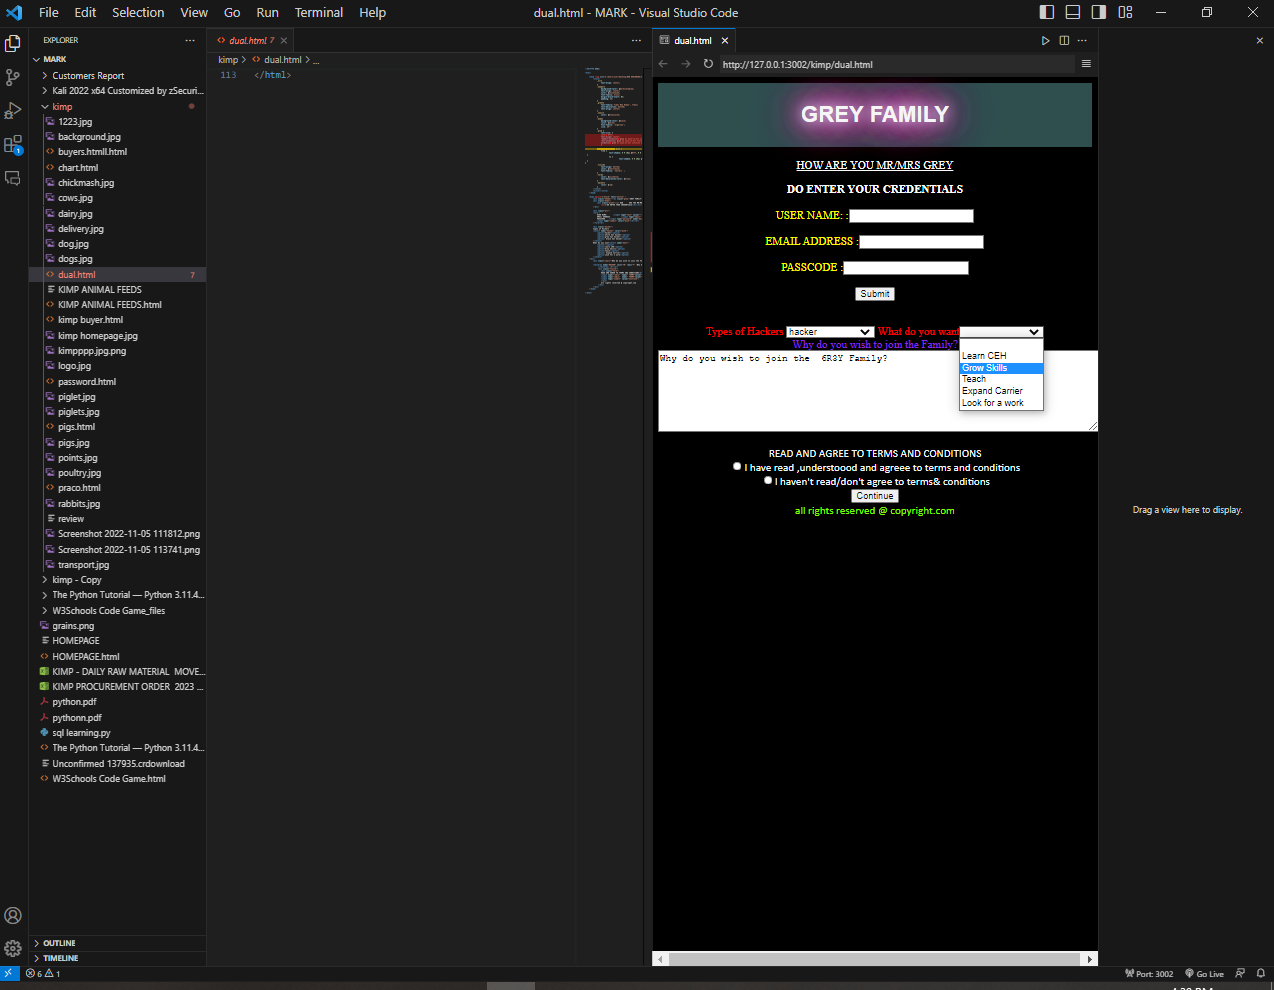 File Edit Selection View Go Run Terminal Help
dual.html - MARK - Visual Studio Code
EXPLORER
MARK
Customers Report
Kali 2022 x64 Customized by zSecuri...
kimp
1223.jpg
background.jpg
buyers.htmll.html
chart.html
chickmash.jpg
cows.jpg
dairy.jpg
delivery.jpg
dog.jpg
dogs.jpg
dual.html 7
KIMP ANIMAL FEEDS
KIMP ANIMAL FEEDS.html
kimp buyer.html
kimp homepage.jpg
kimpppp.jpg.png
logo.jpg
password.html
piglet.jpg
piglets.jpg
pigs.html
pigs.jpg
points.jpg
poultry.jpg
praco.html
rabbits.jpg
review
Screenshot 2022-11-05 111812.png
Screenshot 2022-11-05 113741.png
transport.jpg
kimp - Copy
The Python Tutorial — Python 3.11.4...
W3Schools Code Game_files
grains.png
HOMEPAGE
HOMEPAGE.html
KIMP - DAILY RAW MATERIAL MOVE...
KIMP PROCUREMENT ORDER 2023 ...
python.pdf
pythonn.pdf
sql learning.py
The Python Tutorial — Python 3.11.4...
Unconfirmed 137935.crdownload
W3Schools Code Game.html
OUTLINE
TIMELINE
dual.html 7
kimp > dual.html > ...
113 </html>
dual.html
http://127.0.0.1:3002/kimp/dual.html
GREY FAMILY
HOW ARE YOU MR/MRS GREY
DO ENTER YOUR CREDENTIALS
USER NAME: :
EMAIL ADDRESS :
PASSCODE :
Submit
Types of Hackers hacker What do you want
Why do you wish to join the Family?
Why do you wish to join the 6R3Y Family?
Learn CEH
Grow Skills
Teach
Expand Carrier
Look for a work
READ AND AGREE TO TERMS AND CONDITIONS
I have read ,understoood and agreee to terms and conditions
I haven't read/don't agree to terms& conditions
Continue
all rights reserved @ copyright.com
Drag a view here to display.
1
6 1
Port: 3002 Go Live